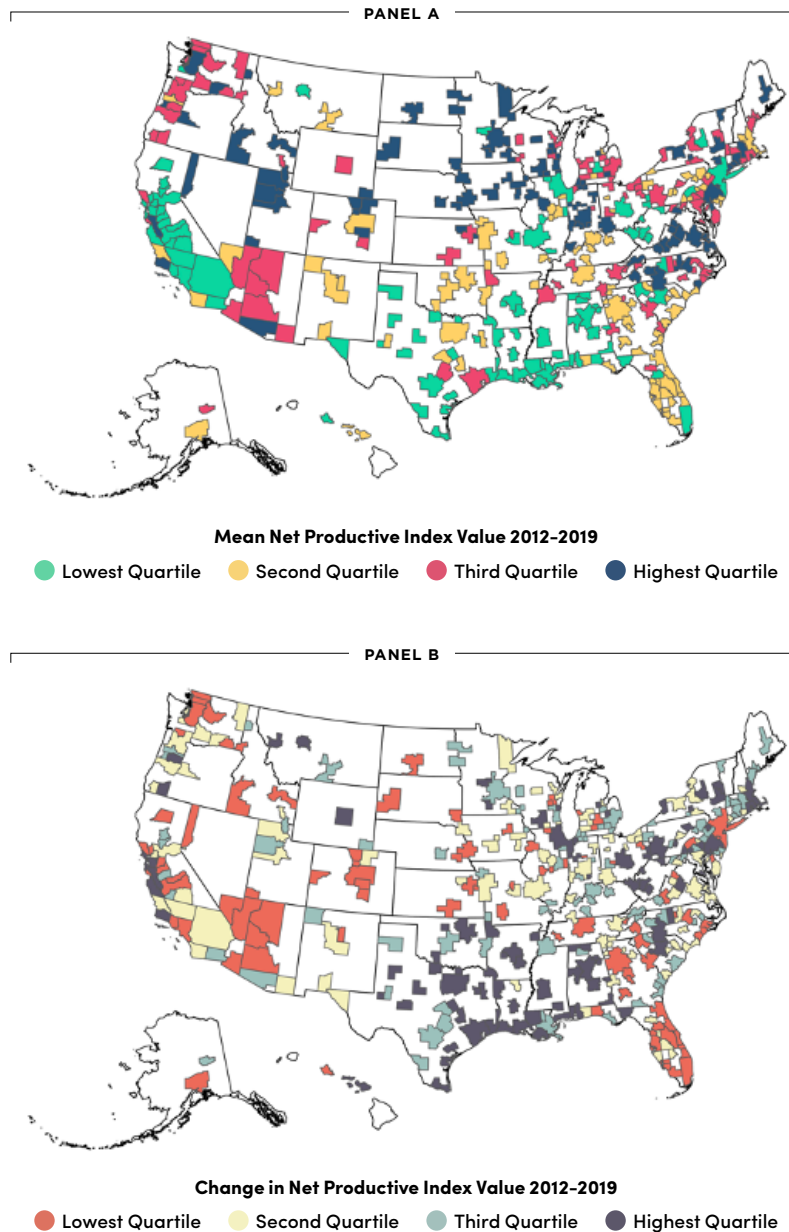 PANEL A
Mean Net Productive Index Value 2012-2019
Lowest Quartile Second Quartile Third Quartile Highest Quartile
PANEL B
Change in Net Productive Index Value 2012-2019
Lowest Quartile Second Quartile Third Quartile Highest Quartile